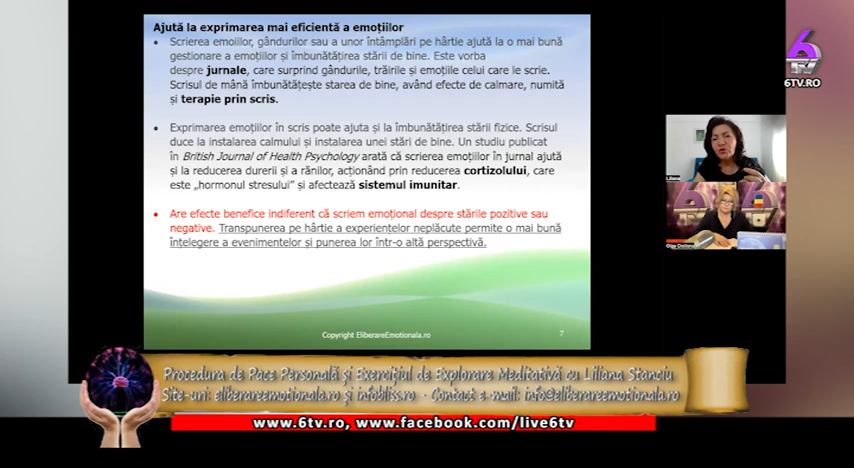 Ajută la exprimarea mai eficientă a emoțiilor
• Scrierea emoiilor, gândurilor sau a unor întâmplări pe hârtie ajută la o mai bună
gestionare a emoțiilor și îmbunătățirea stării de bine. Este vorba
despre jurnale, care surprind gândurile, trăirile și emoțiile celui care le scrie.
Scrisul de mână îmbunătățește starea de bine, având efecte de calmare, numită
și terapie prin scris.
• Exprimarea emoțiilor în scris poate ajuta și la îmbunătățirea stării fizice. Scrisul
duce la instalarea calmului și instalarea unei stări de bine. Un studiu publicat
în British Journal of Health Psychology arată că scrierea emoțiilor în jurnal ajută
și la reducerea durerii și a rănilor, acționând prin reducerea cortizolului, care
este „hormonul stresului" și afectează sistemul imunitar.
• Are efecte benefice indiferent că scriem emoțional despre stările pozitive sau
negative. Transpunerea pe hârtie a experiențelor neplăcute permite o mai bună
înțelegere a evenimentelor și punerea lor într-o altă perspectivă.
Copyright EliberareEmotionala.ro
7
6TV.RO
Liliana
Procedura de Pace Personală și Exercițiul de Explorare Meditativă cu Liliana Stanciu
Site-uri: eliberareemotionala.ro și infobliss.ro - Contact e-mail: info@eliberareemotionala.ro
www.6tv.ro, www.facebook.com/live6tv